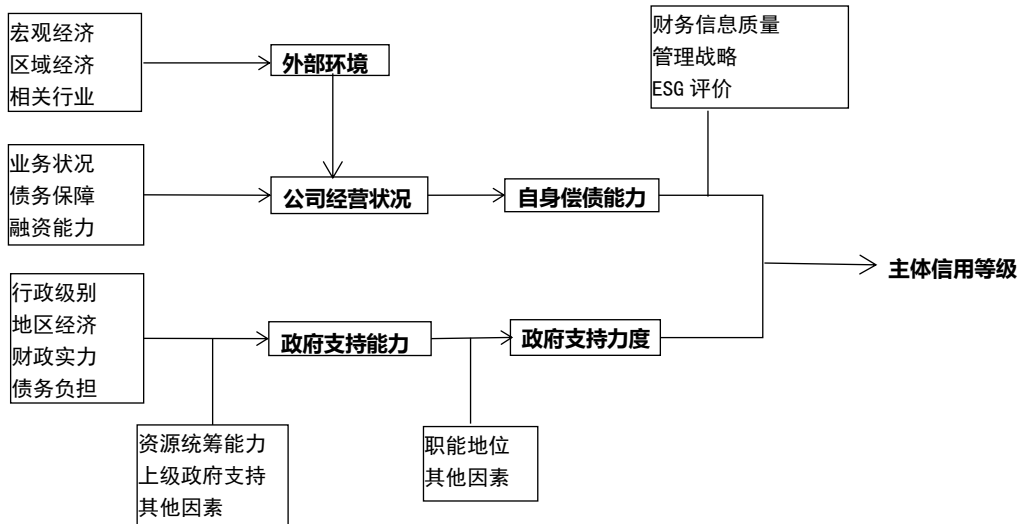 宏观经济
区域经济
相关行业
外部环境
财务信息质量
管理战略
ESG 评价
业务状况
债务保障
融资能力
公司经营状况
自身偿债能力
主体信用等级
行政级别
地区经济
财政实力
债务负担
政府支持能力
政府支持力度
资源统筹能力
上级政府支持
其他因素
职能地位
其他因素